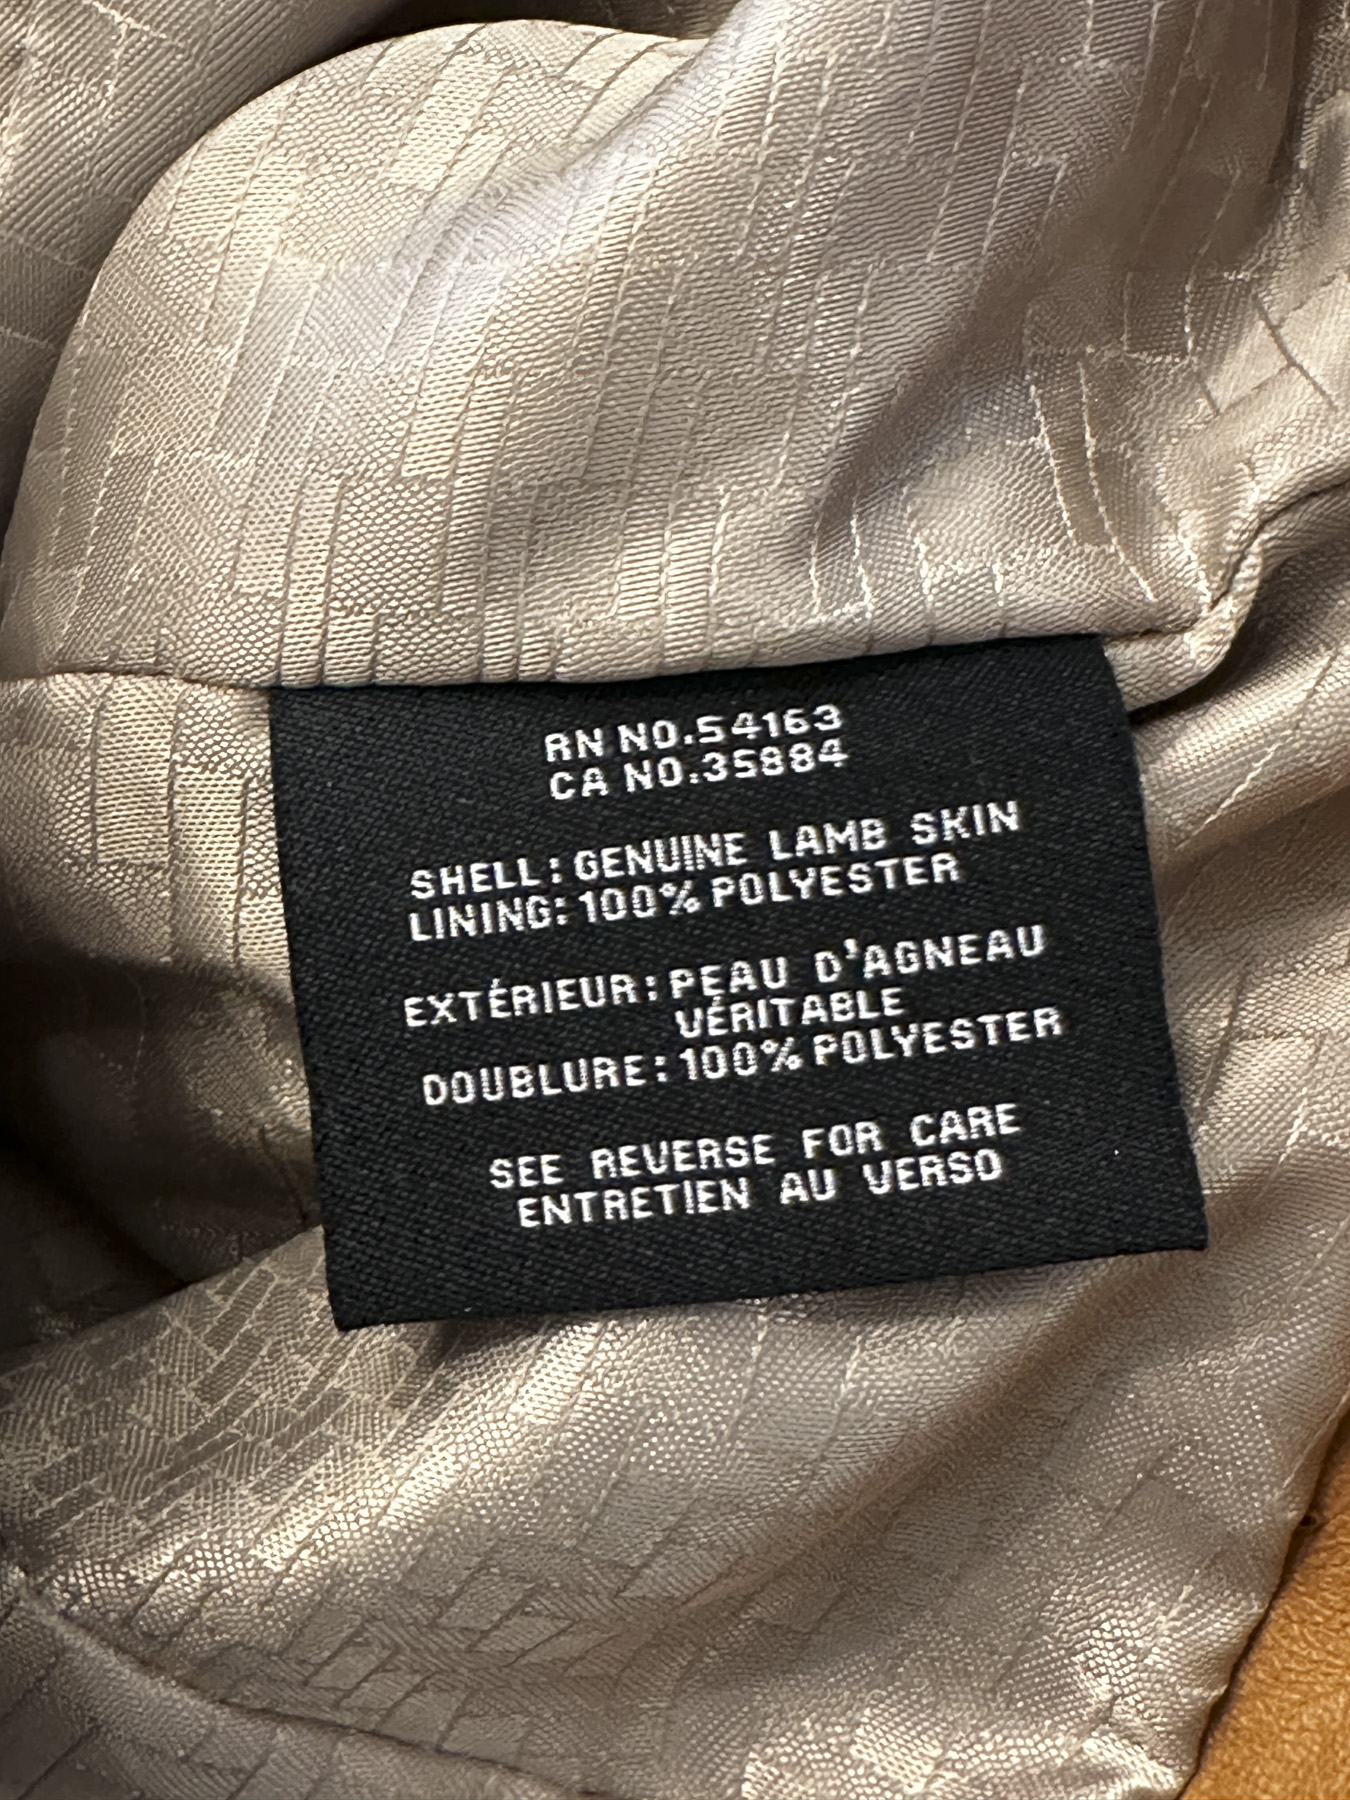 RN NO.54163
CA NO.35884
SHELL: GENUINE LAMB SKIN
LINING: 100% POLYESTER
EXTÉRIEUR: PEAU D'AGNEAU
VÉRITABLE
DOUBLURE: 100% POLYESTER
SEE REVERSE FOR CARE
ENTRETIEN AU VERSO